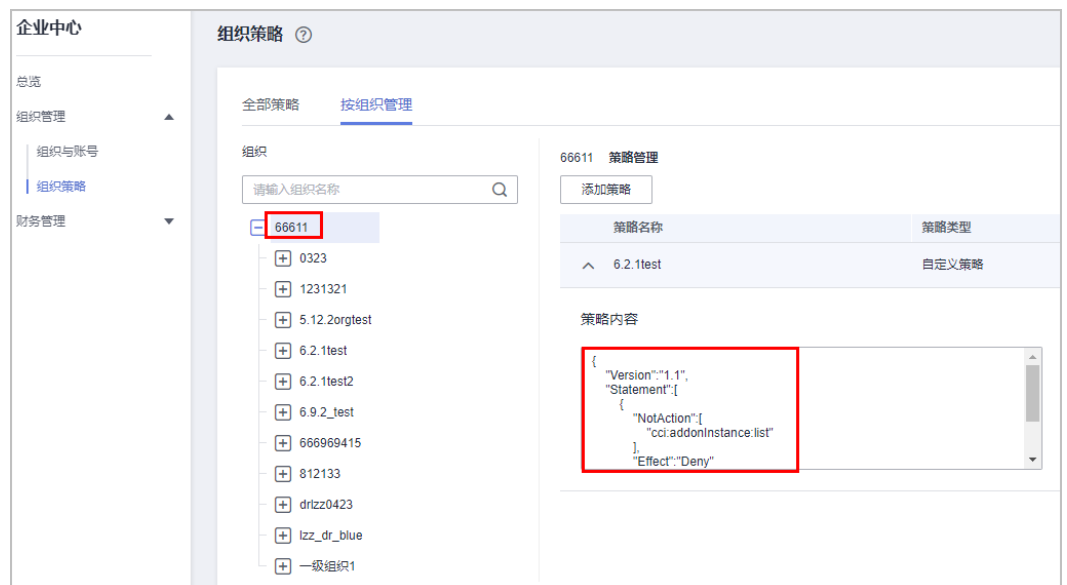 企业中心
总览
组织管理
组织与账号
组织策略
财务管理
组织策略 ?
全部策略 按组织管理
组织
请输入组织名称
66611
0323
1231321
5.12.2orgtest
6.2.1test
6.2.1test2
6.9.2_test
666969415
812133
drlzz0423
lzz_dr_blue
一级组织1
66611 策略管理
添加策略
策略名称 策略类型
6.2.1test 自定义策略
策略内容
{
"Version":"1.1",
"Statement":[
{
"NotAction":[
"cci:addonInstance:list"
],
"Effect":"Deny"